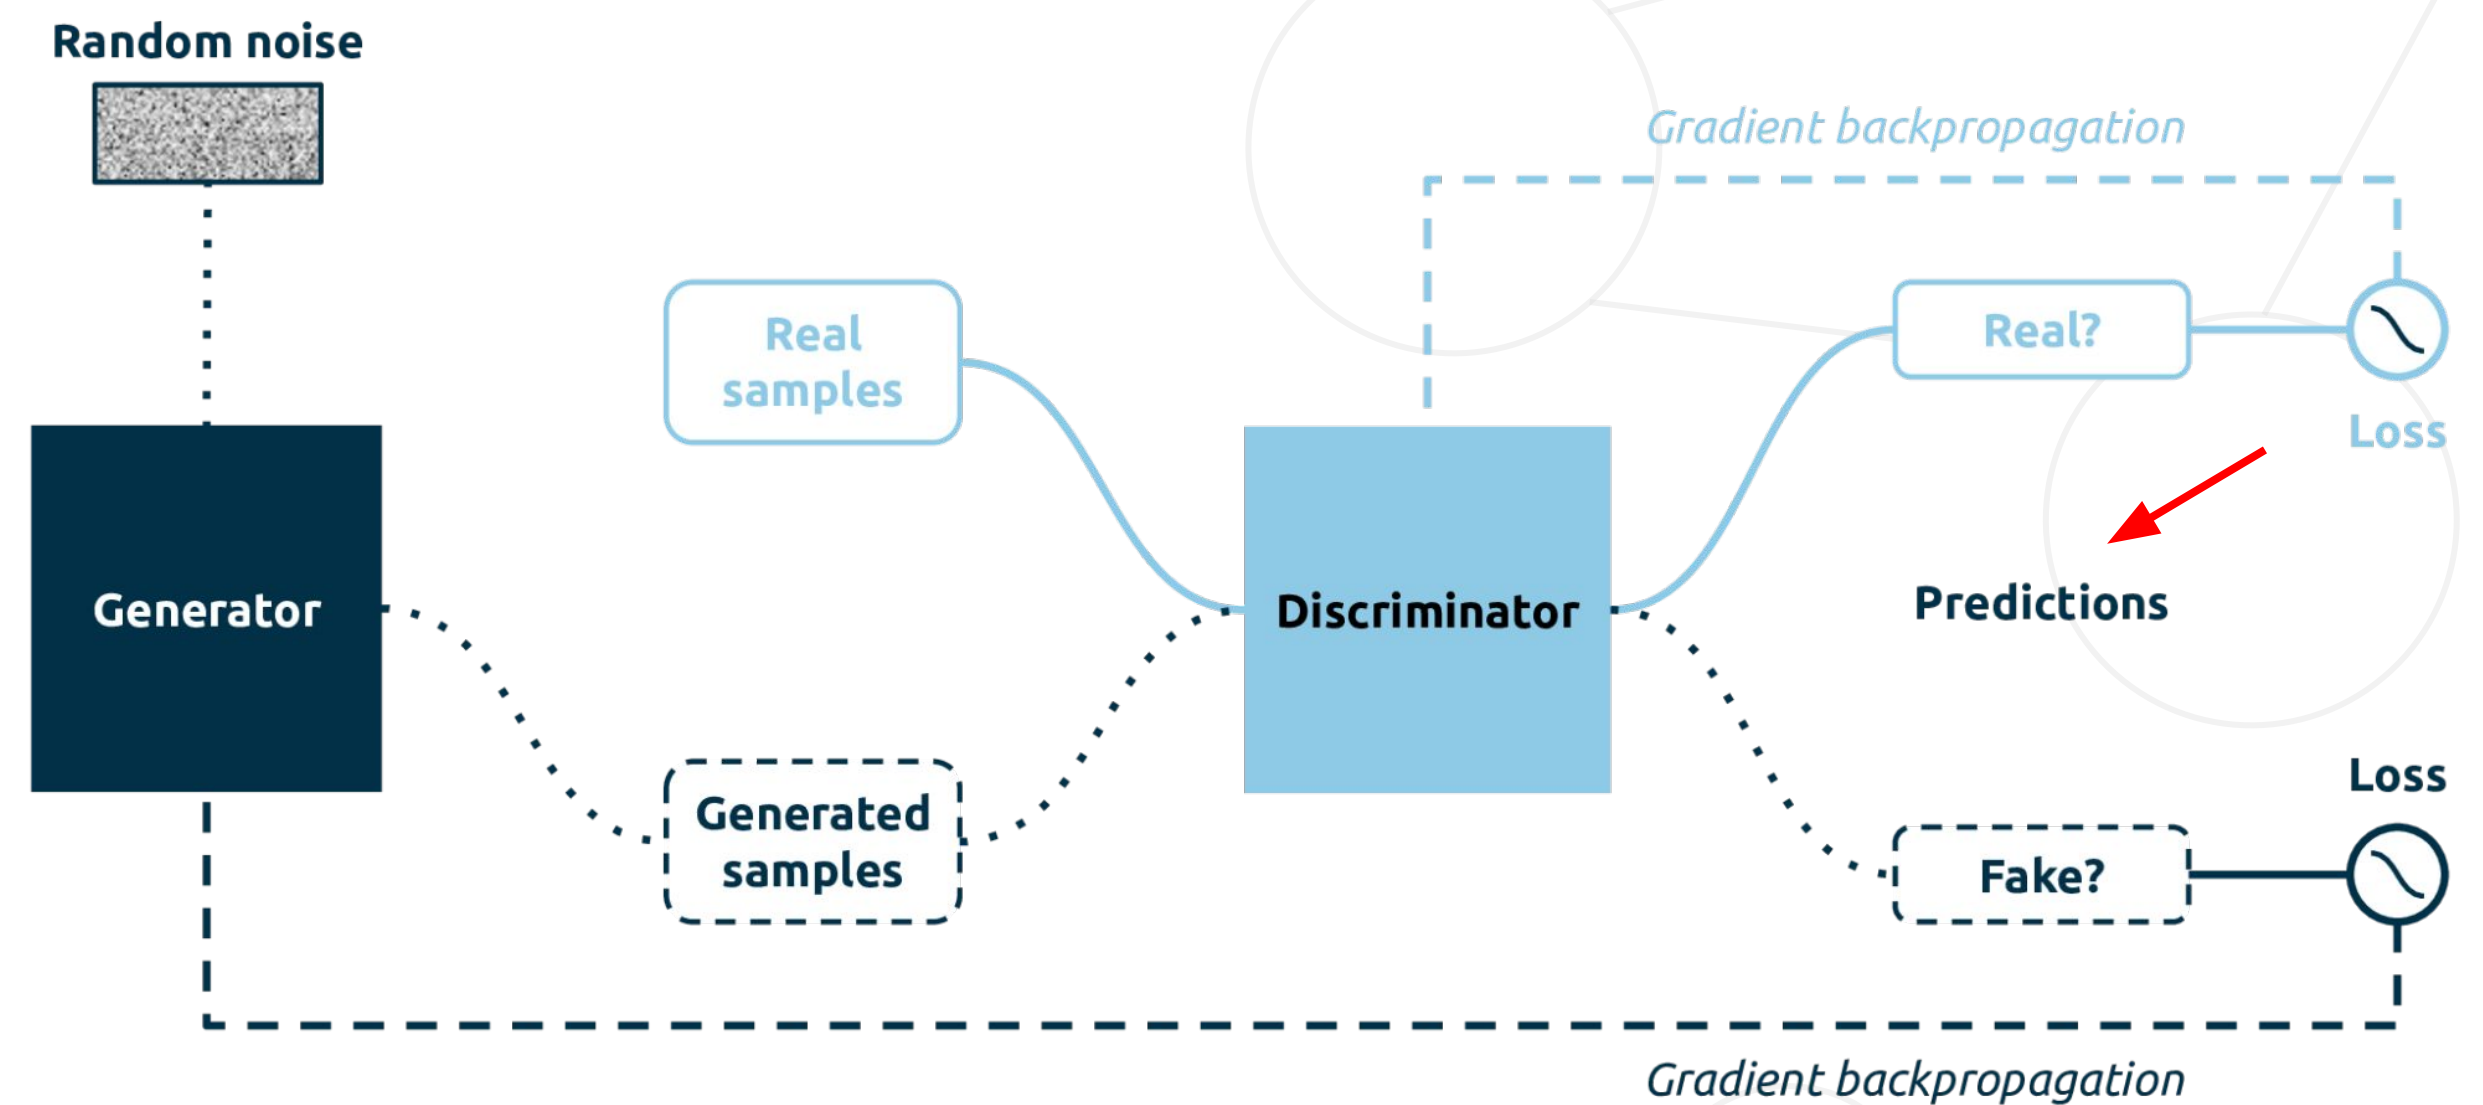 Random noise
Gradient backpropagation
Real
samples
Real?
Loss
Generator
Discriminator
Predictions
Generated
samples
Loss
Fake?
Gradient backpropagation